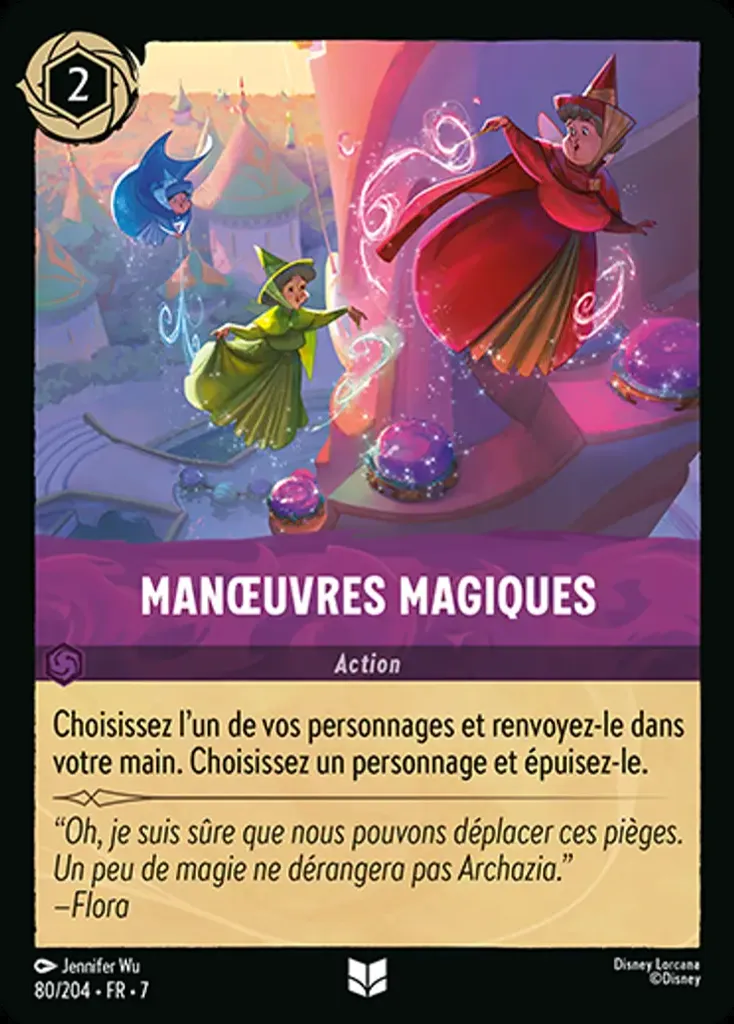 2
MANŒUVRES MAGIQUES
Action
Choisissez l'un de vos personnages et renvoyez-le dans
votre main. Choisissez un personnage et épuisez-le.
“Oh, je suis sûre que nous pouvons déplacer ces pièges.
Un peu de magie ne dérangera pas Archazia.”
–Flora
Jennifer Wu
Disney Lorcana
80/204 • FR • 7
©Disney